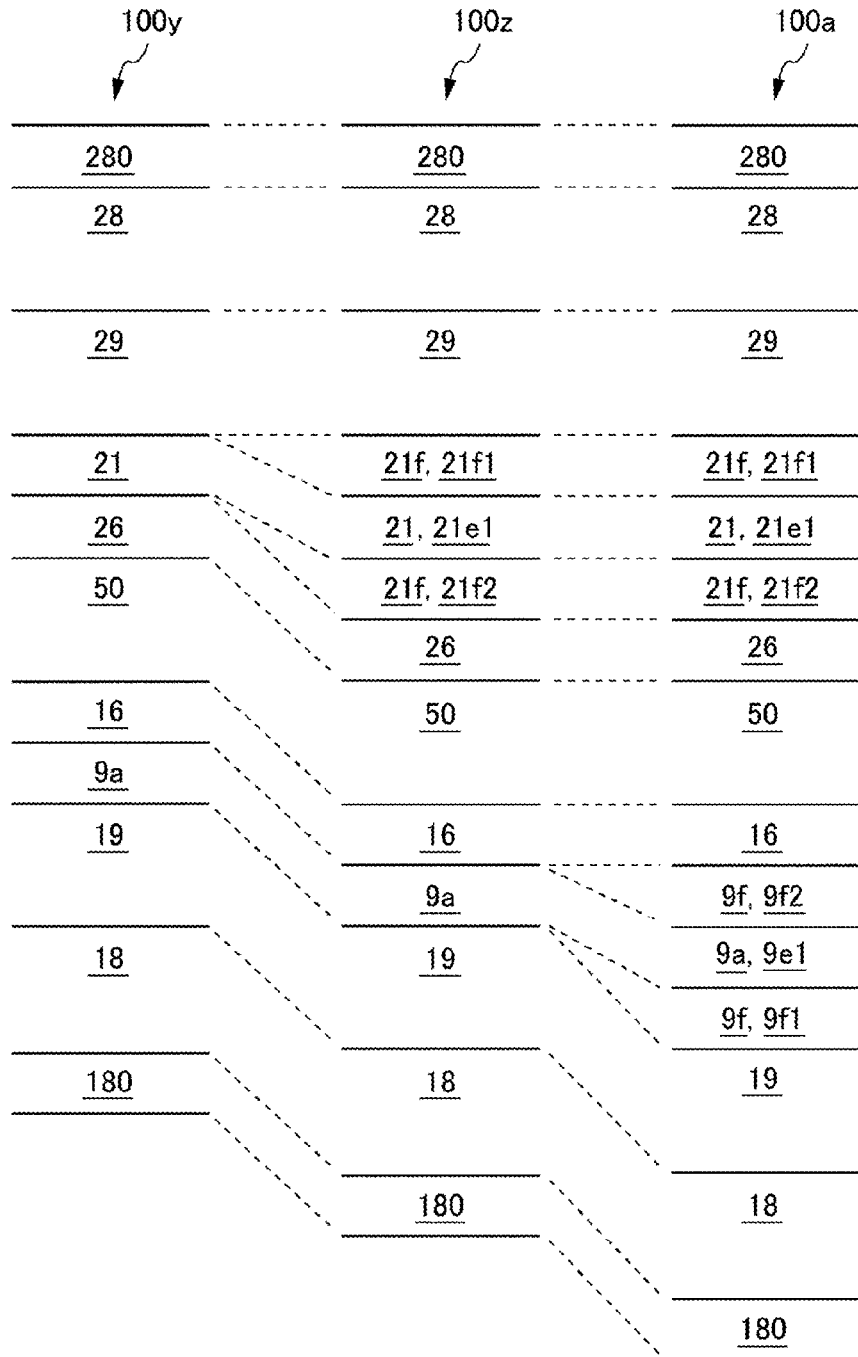 100y 100z 100a
280 280 280
28 28 28
29 29 29
21 21f, 21f1 21f, 21f1
26 21, 21e1 21, 21e1
50 21f, 21f2 21f, 21f2
26 26
16 50 50
9a
19 16 16
9a 9f, 9f2
18 19 9a, 9e1
9f, 9f1
180 18 19
180 18
180